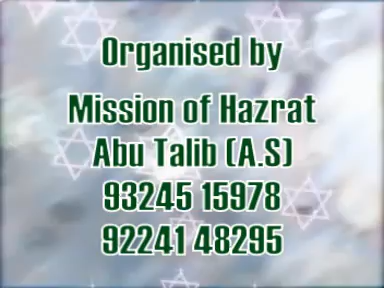 Organised by
Mission of Hazrat
Abu Talib (A.S)
93245 15978
92241 48295